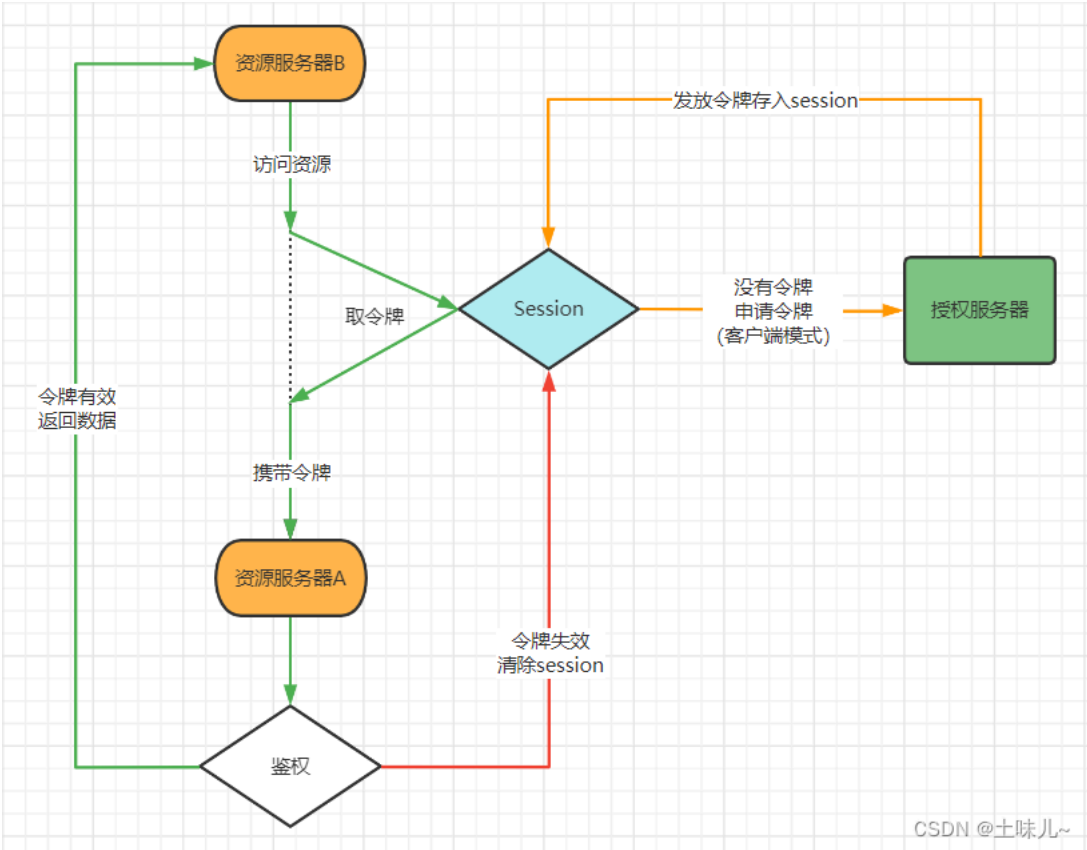 资源服务器B
发放令牌存入session
访问资源
没有令牌
申请令牌
(客户端模式)
Session
授权服务器
取令牌
令牌有效
返回数据
携带令牌
资源服务器A
令牌失效
清除session
鉴权
CSDN @土味儿~